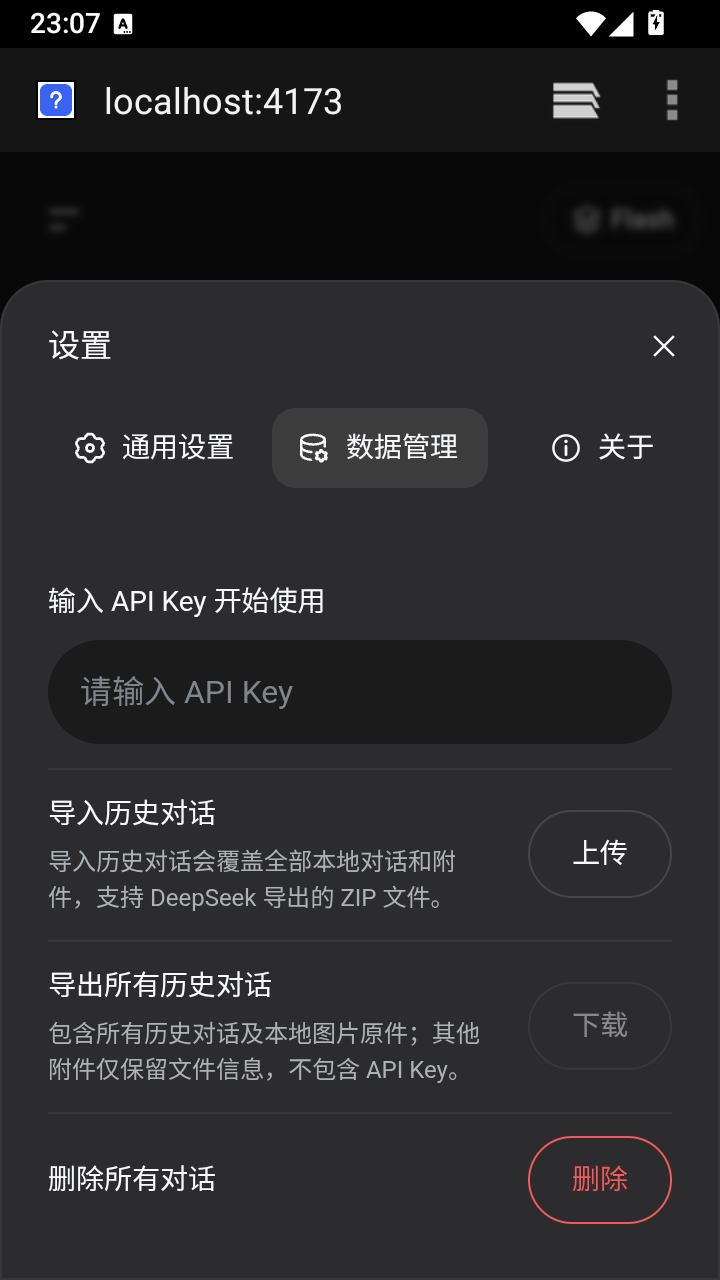 23:07
localhost:4173
Flash
设置
通用设置
数据管理
关于
输入 API Key 开始使用
请输入 API Key
导入历史对话
导入历史对话会覆盖全部本地对话和附
件，支持 DeepSeek 导出的 ZIP 文件。
上传
导出所有历史对话
包含所有历史对话及本地图片原件；其他
附件仅保留文件信息，不包含 API Key。
下载
删除所有对话
删除